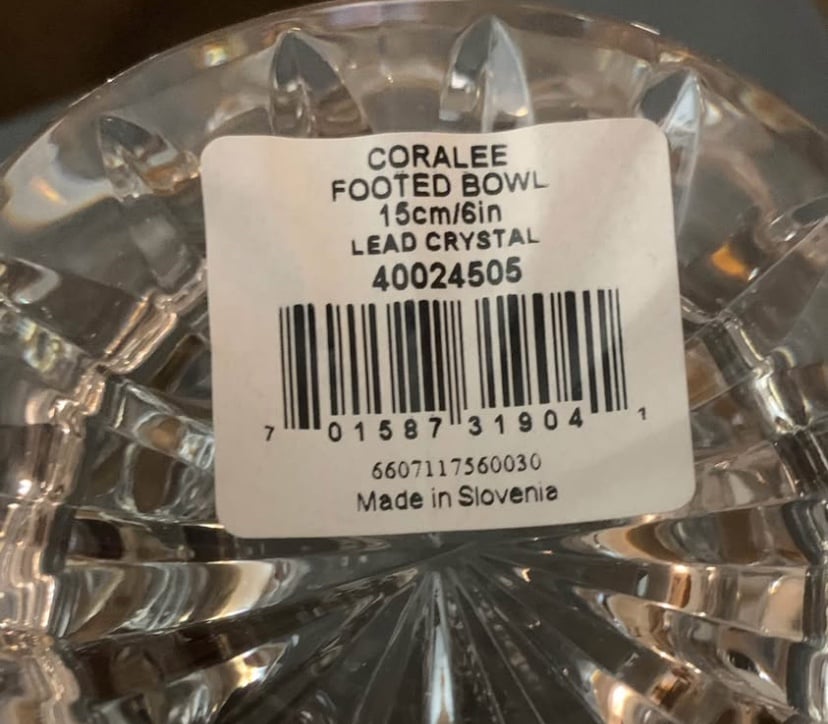 CORALEE
FOOTED BOWL
15cm/6in
LEAD CRYSTAL
40024505
7 01587 31904 1
6607117560030
Made in Slovenia